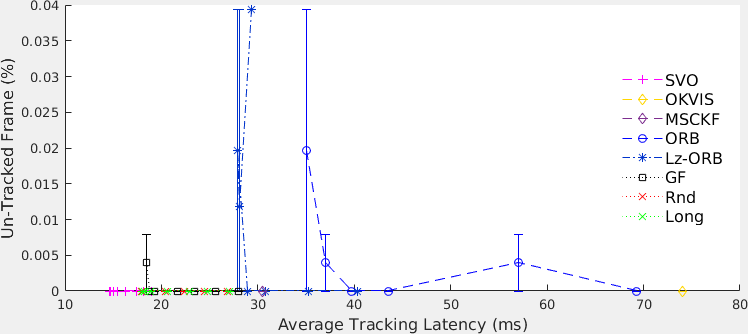 0.04
0.035
0.03
0.025
0.02
0.015
0.01
0.005
0
Un-Tracked Frame (%)
10 20 30 40 50 60 70 80
Average Tracking Latency (ms)
SVO
OKVIS
MSCKF
ORB
Lz-ORB
GF
Rnd
Long